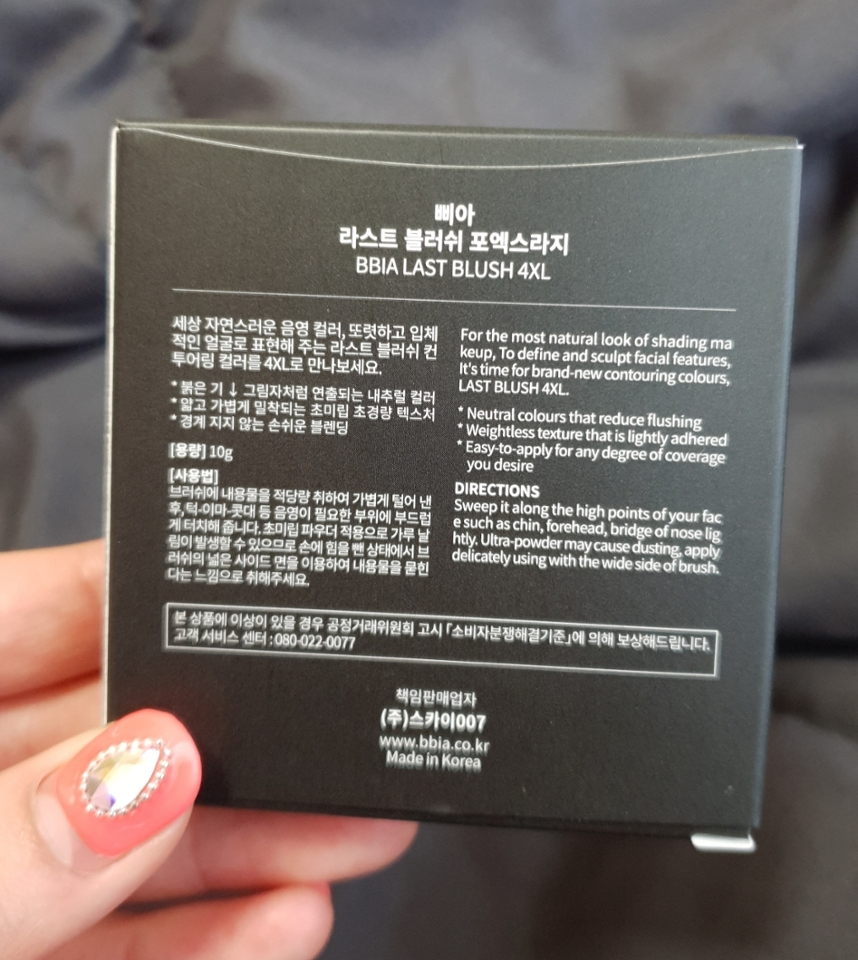 삐아
라스트 블러쉬 포엑스라지
BBIA LAST BLUSH 4XL
세상 자연스러운 음영 컬러, 또렷하고 입체
적인 얼굴로 표현해 주는 라스트 블러쉬 컨
투어링 컬러를 4XL로 만나보세요.
* 붉은 기 ↓ 그림자처럼 연출되는 내추럴 컬러
* 얇고 가볍게 밀착되는 초미립 초경량 텍스처
* 경계 지지 않는 손쉬운 블렌딩
[용량] 10g
[사용법]
브러쉬에 내용물을 적당량 취하여 가볍게 털어 낸
후, 턱·이마·콧대 등 음영이 필요한 부위에 부드럽
게 터치해 줍니다. 초미립 파우더 적용으로 가루 날
림이 발생할 수 있으므로 손에 힘을 뺀 상태에서 브
러쉬의 넓은 사이드 면을 이용하여 내용물을 묻힌
다는 느낌으로 취해주세요.
For the most natural look of shading ma
keup, To define and sculpt facial features,
It's time for brand-new contouring colours,
LAST BLUSH 4XL.
* Neutral colours that reduce flushing
* Weightless texture that is lightly adhered
* Easy-to-apply for any degree of coverage
you desire
DIRECTIONS
Sweep it along the high points of your fac
e such as chin, forehead, bridge of nose lig
htly. Ultra-powder may cause dusting, apply
delicately using with the wide side of brush.
본 상품에 이상이 있을 경우 공정거래위원회 고시 「소비자분쟁해결기준」에 의해 보상해드립니다.
고객 서비스 센터 : 080-022-0077
책임판매업자
(주)스카이007
www.bbia.co.kr
Made in Korea